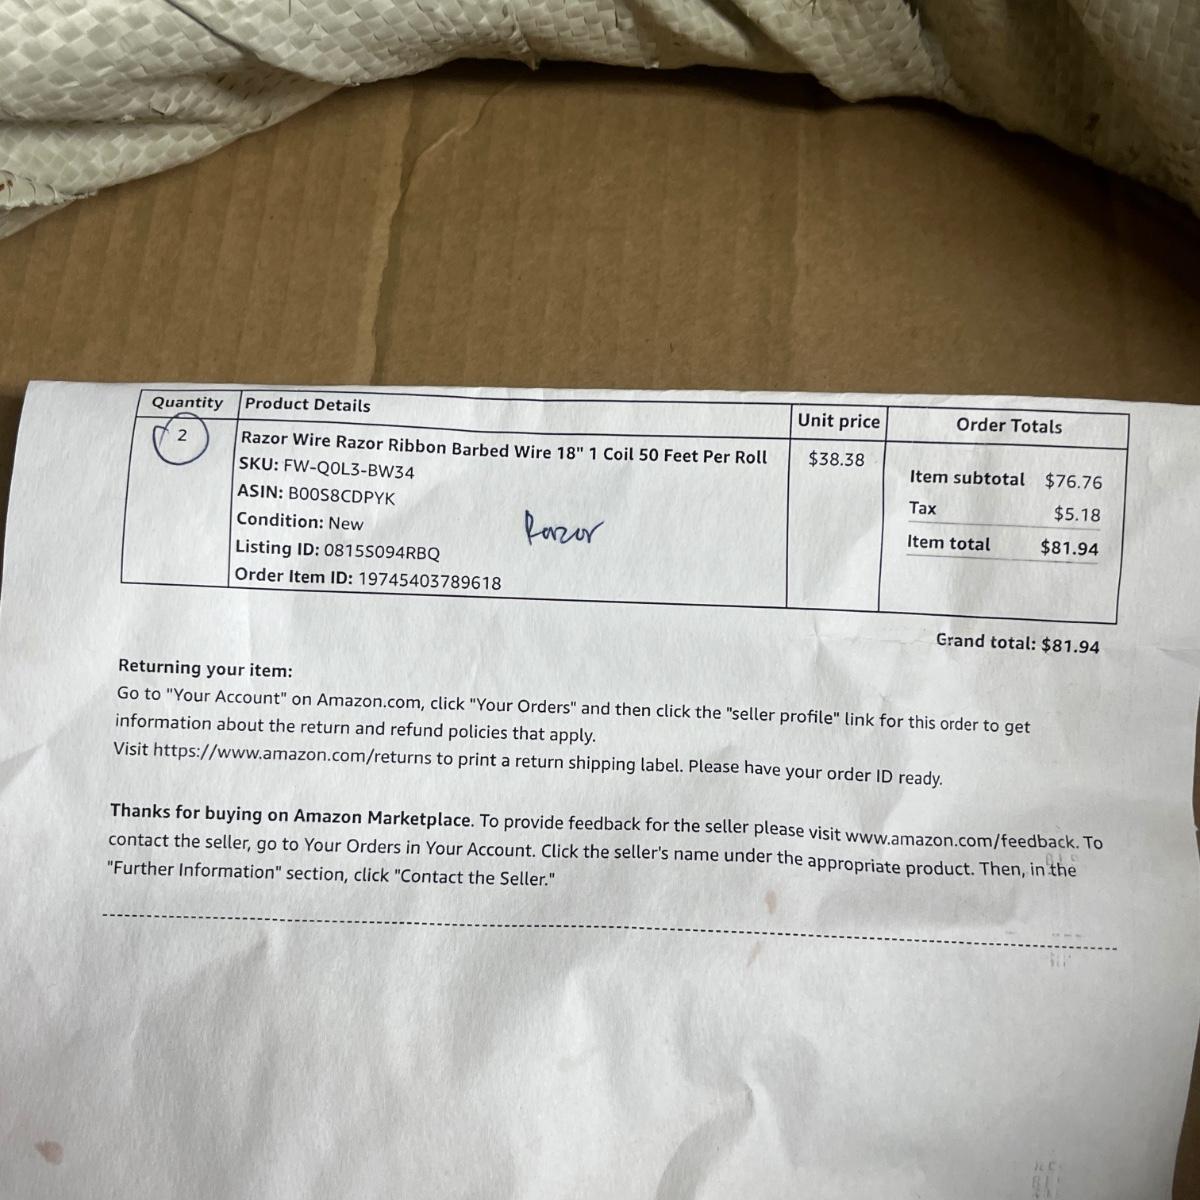 Quantity Product Details Unit price Order Totals
2
Razor Wire Razor Ribbon Barbed Wire 18" 1 Coil 50 Feet Per Roll
$38.38
SKU: FW-Q0L3-BW34
ASIN: B00S8CDPYK
Condition: New
Listing ID: 0815S094RBQ
Order Item ID: 19745403789618
Razor
Item subtotal $76.76
Tax $5.18
Item total $81.94
Grand total: $81.94
Returning your item:
Go to "Your Account" on Amazon.com, click "Your Orders" and then click the "seller profile" link for this order to get
information about the return and refund policies that apply.
Visit https://www.amazon.com/returns to print a return shipping label. Please have your order ID ready.
Thanks for buying on Amazon Marketplace. To provide feedback for the seller please visit www.amazon.com/feedback. To
contact the seller, go to Your Orders in Your Account. Click the seller's name under the appropriate product. Then, in the
"Further Information" section, click "Contact the Seller."